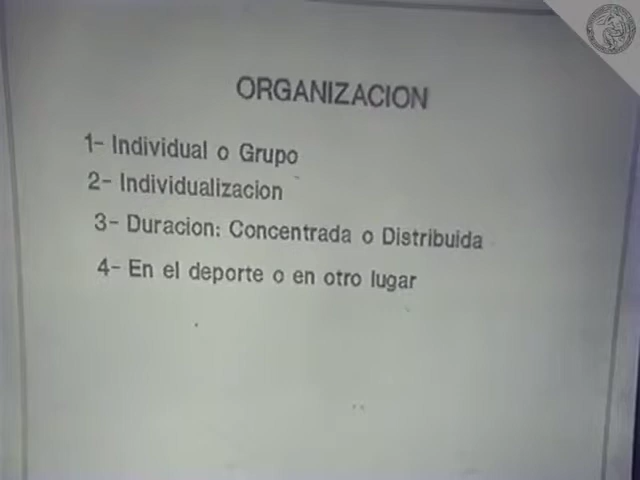 ORGANIZACION
1- Individual o Grupo
2- Individualizacion
3- Duracion: Concentrada o Distribuida
4- En el deporte o en otro lugar